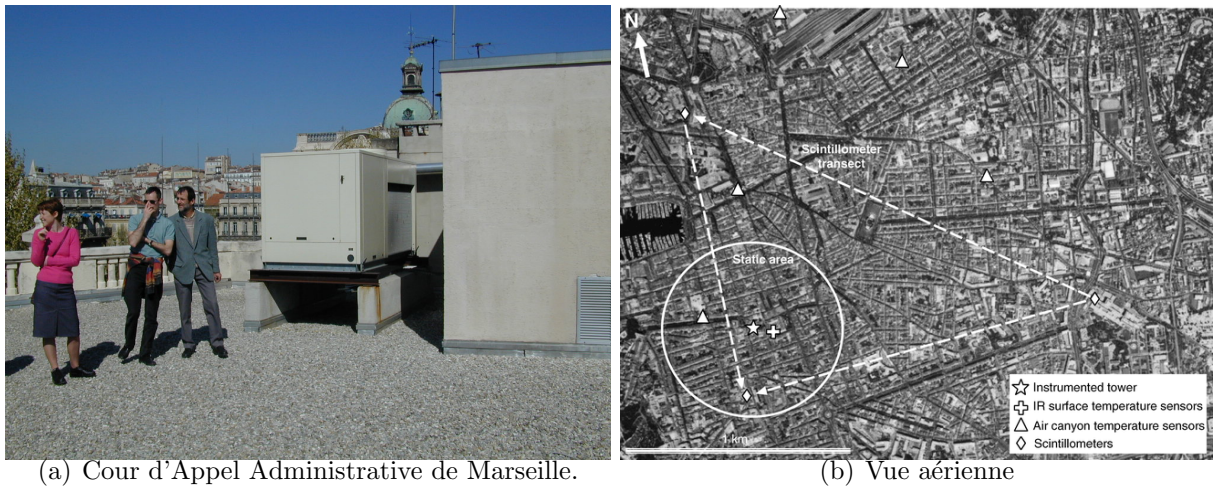 N
Scintillometer
transect
Static area
1 km
Instrumented tower
IR surface temperature sensors
Air canyon temperature sensors
Scintillometers
(a) Cour d'Appel Administrative de Marseille.
(b) Vue aérienne